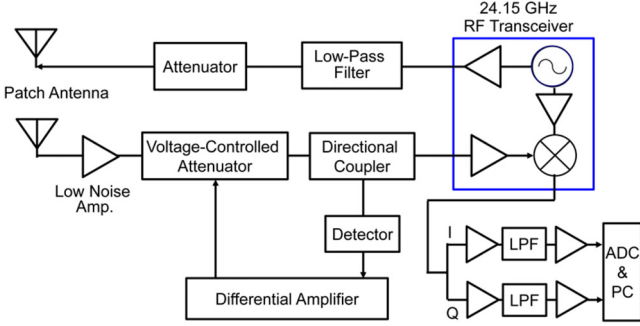 24.15 GHz
RF Transceiver
Attenuator
Low-Pass
Filter
Patch Antenna
Voltage-Controlled
Attenuator
Directional
Coupler
Low Noise
Amp.
Detector
Differential Amplifier
I
LPF
Q
LPF
ADC
&
PC